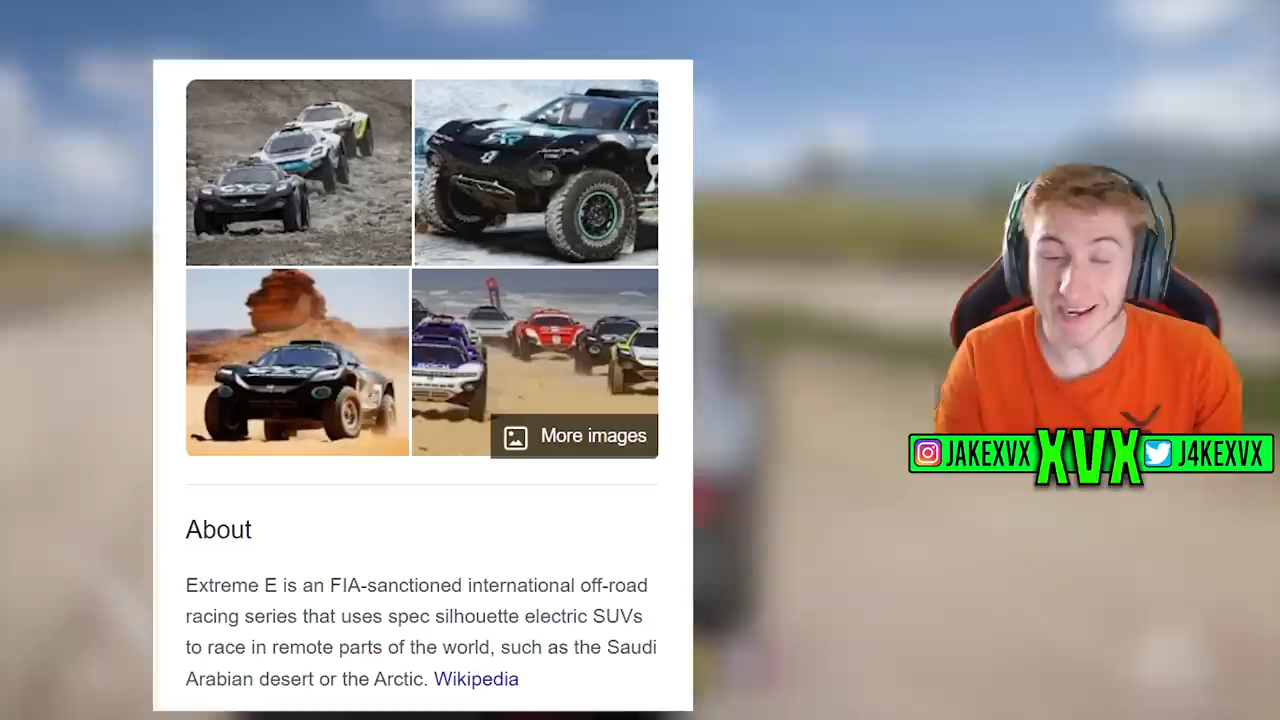 More images
About
Extreme E is an FIA-sanctioned international off-road
racing series that uses spec silhouette electric SUVs
to race in remote parts of the world, such as the Saudi
Arabian desert or the Arctic. Wikipedia
JAKEXVX XVX J4KEXVX